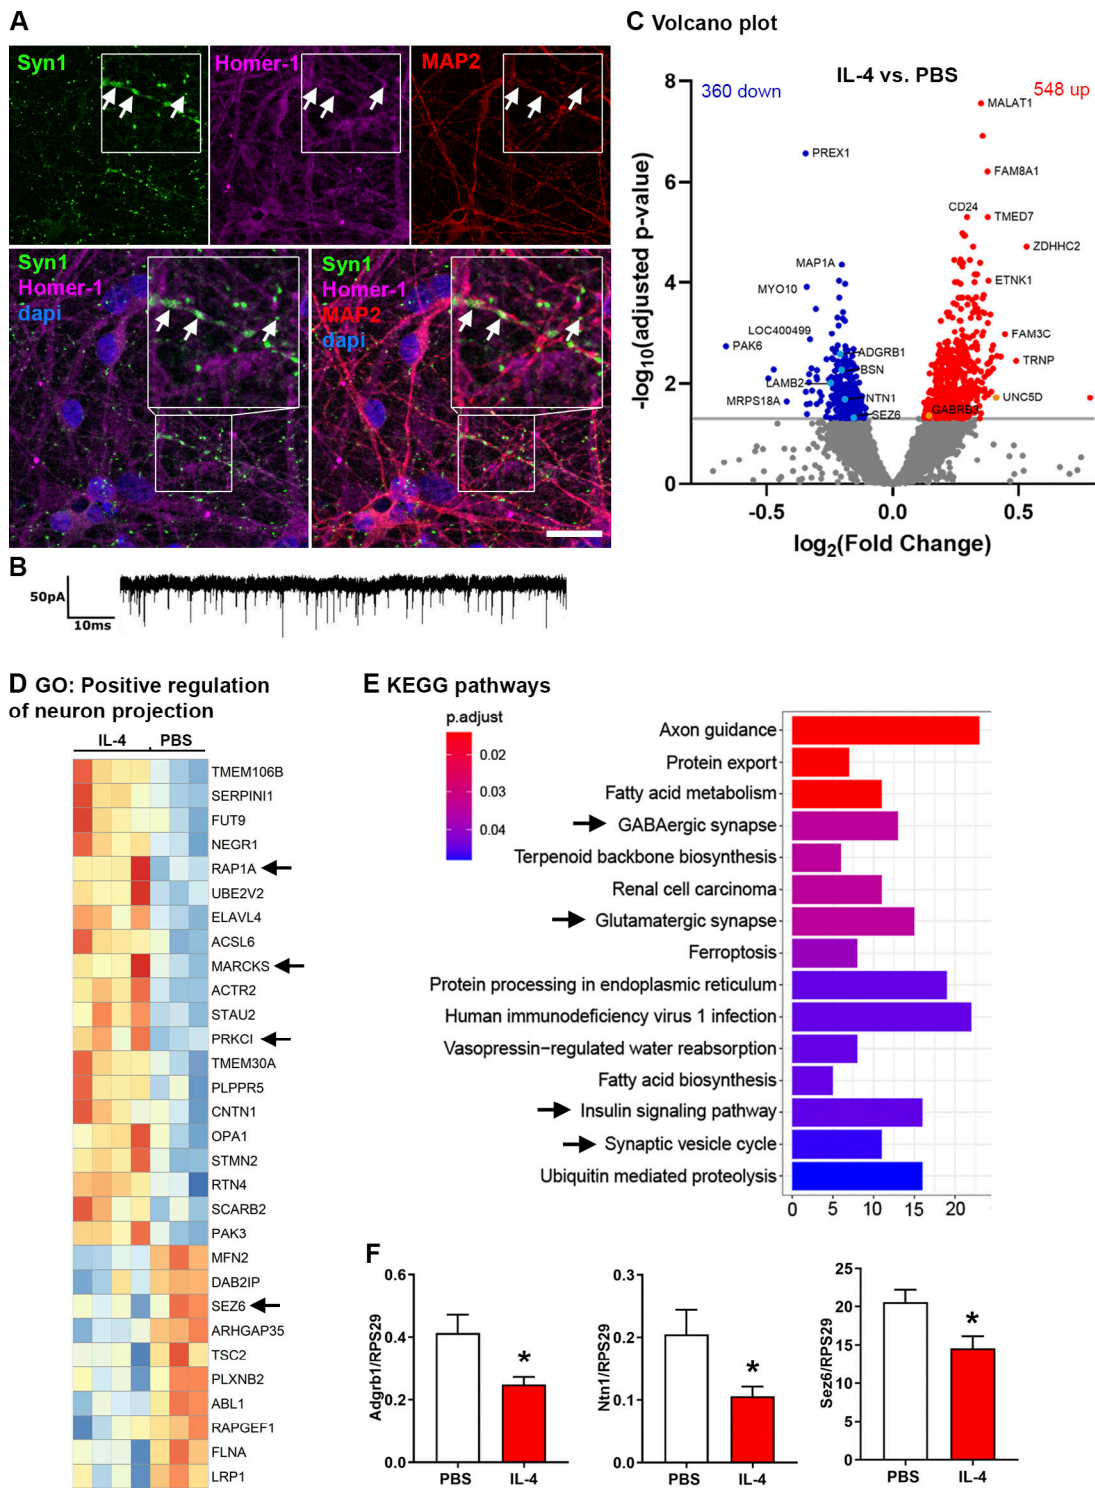 A
Syn1
Homer-1
MAP2
Syn1
Homer-1
dapi
Syn1
Homer-1
MAP2
dapi
B
50pA
10ms
C Volcano plot
IL-4 vs. PBS
360 down
548 up
MALAT1
PREX1
FAM8A1
CD24
TMED7
ZDHHC2
MAP1A
ETNK1
MYO10
LOC400499
FAM3C
PAK6
ADGRB1
TRNP
BSN
LAMB2
MRPS18A
NTN1
UNC5D
SEZ6
GABRB3
8
6
4
2
0
-0.5
0.0
0.5
-log10(adjusted p-value)
log2(Fold Change)
D GO: Positive regulation
of neuron projection
IL-4
PBS
TMEM106B
SERPINI1
FUT9
NEGR1
RAP1A
UBE2V2
ELAVL4
ACSL6
MARCKS
ACTR2
STAU2
PRKCI
TMEM30A
PLPPR5
CNTN1
OPA1
STMN2
RTN4
SCARB2
PAK3
MFN2
DAB2IP
SEZ6
ARHGAP35
TSC2
PLXNB2
ABL1
RAPGEF1
FLNA
LRP1
E KEGG pathways
p.adjust
0.02
0.03
0.04
Axon guidance
Protein export
Fatty acid metabolism
GABAergic synapse
Terpenoid backbone biosynthesis
Renal cell carcinoma
Glutamatergic synapse
Ferroptosis
Protein processing in endoplasmic reticulum
Human immunodeficiency virus 1 infection
Vasopressin−regulated water reabsorption
Fatty acid biosynthesis
Insulin signaling pathway
Synaptic vesicle cycle
Ubiquitin mediated proteolysis
0 5 10 15 20
F
Adgrb1/RPS29
0.6
0.4
0.2
0.0
*
PBS IL-4
Ntn1/RPS29
0.3
0.2
0.1
0.0
*
PBS IL-4
Sez6/RPS29
25
20
15
10
5
0
*
PBS IL-4